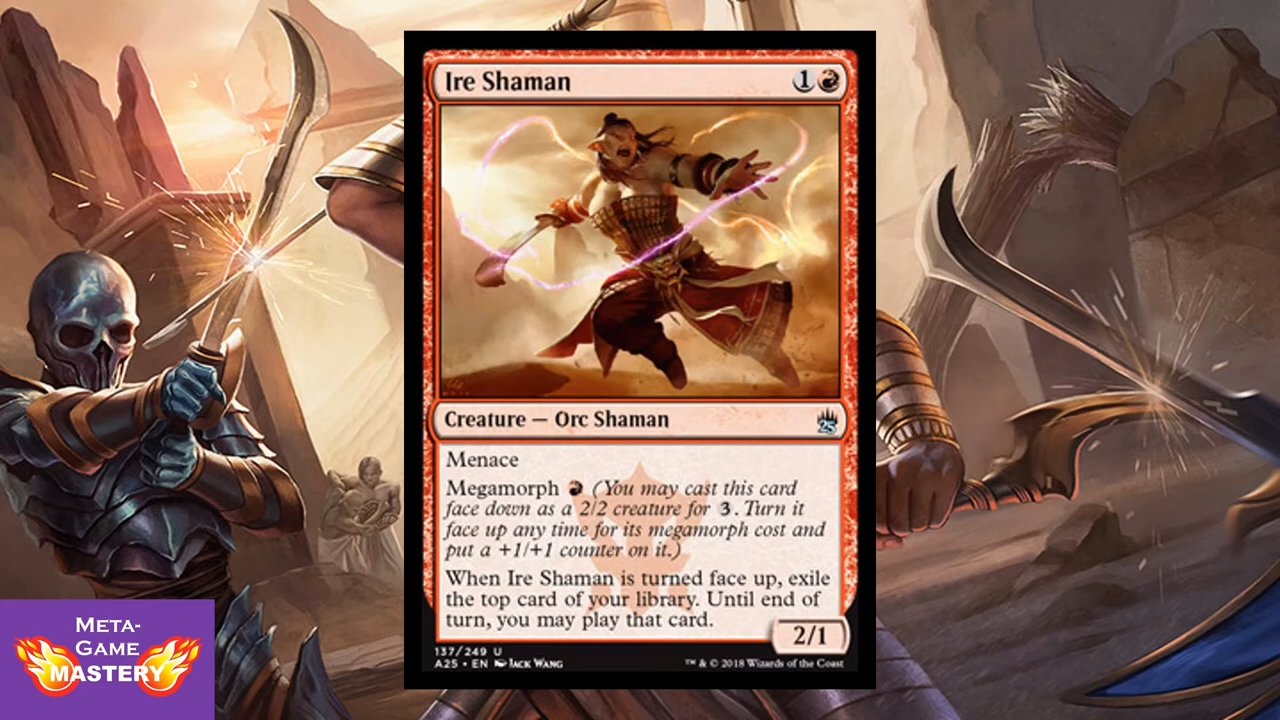 Ire Shaman 1
Creature — Orc Shaman
25
Menace
Megamorph (You may cast this card
face down as a 2/2 creature for 3. Turn it
face up any time for its megamorph cost and
put a +1/+1 counter on it.)
When Ire Shaman is turned face up, exile
the top card of your library. Until end of
turn, you may play that card.
2/1
137/249 U
A25 • EN Jack Wang
™ & © 2018 Wizards of the Coast
Meta-
Game
MASTERY